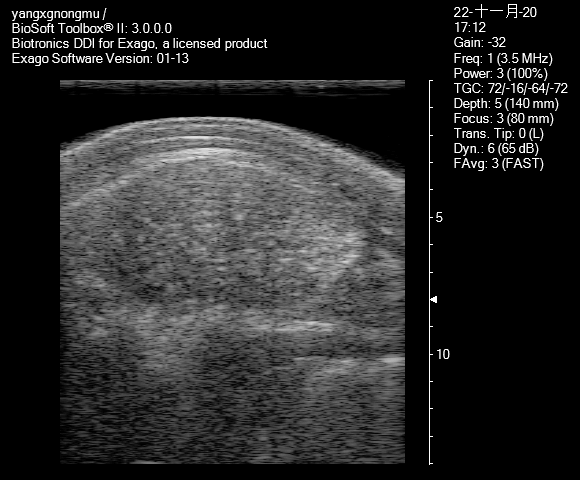 yangxgnongmu /
BioSoft Toolbox® II: 3.0.0.0
Biotronics DDI for Exago, a licensed product
Exago Software Version: 01-13
22-十一月-20
17:12
Gain: -32
Freq: 1 (3.5 MHz)
Power: 3 (100%)
TGC: 72/-16/-64/-72
Depth: 5 (140 mm)
Focus: 3 (80 mm)
Trans. Tip: 0 (L)
Dyn.: 6 (65 dB)
FAvg: 3 (FAST)
5
10